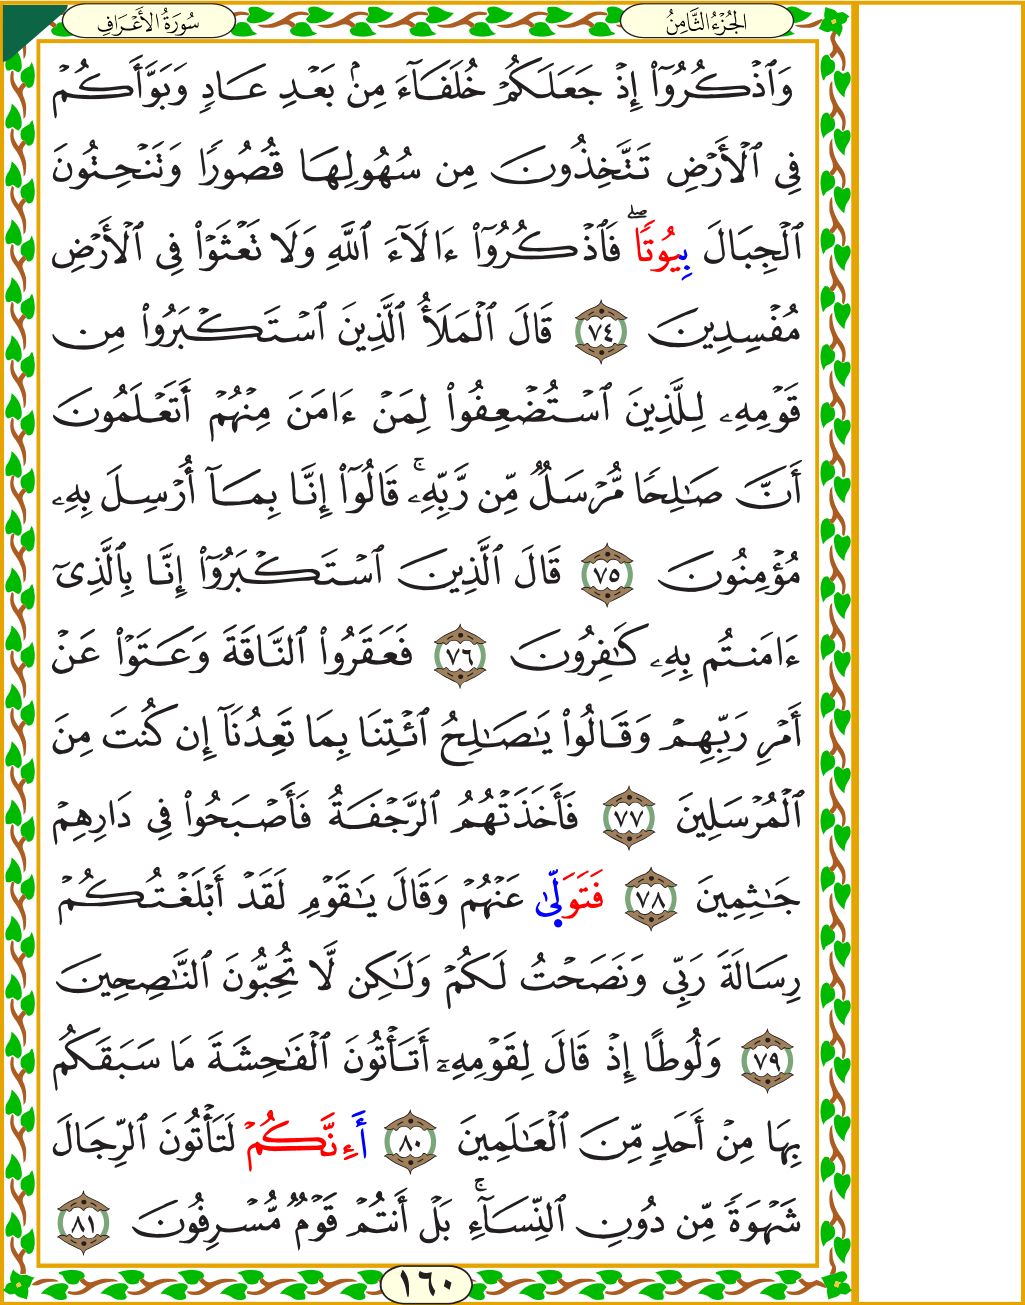 الجُزْءُ الثَّامِنُ
سُورَةُ الأَعْرَافِ
وَٱذْكُرُوٓا۟ إِذْ جَعَلَكُمْ خُلَفَآءَ مِنۢ بَعْدِ عَادٍ وَبَوَّأَكُمْ
فِى ٱلْأَرْضِ تَتَّخِذُونَ مِن سُهُولِهَا قُصُورًا وَتَنْحِتُونَ
ٱلْجِبَالَ بِيُوتًا ۖ فَٱذْكُرُوٓا۟ ءَالَآءَ ٱللَّهِ وَلَا تَعْثَوْا۟ فِى ٱلْأَرْضِ
مُفْسِدِينَ ٧٤ قَالَ ٱلْمَلَأُ ٱلَّذِينَ ٱسْتَكْبَرُوا۟ مِن
قَوْمِهِۦ لِلَّذِينَ ٱسْتُضْعِفُوا۟ لِمَنْ ءَامَنَ مِنْهُمْ أَتَعْلَمُونَ
أَنَّ صَـٰلِحًا مُّرْسَلٌ مِّن رَّبِّهِۦ ۚ قَالُوٓا۟ إِنَّا بِمَآ أُرْسِلَ بِهِۦ
مُؤْمِنُونَ ٧٥ قَالَ ٱلَّذِينَ ٱسْتَكْبَرُوٓا۟ إِنَّا بِٱلَّذِىٓ
ءَامَنتُم بِهِۦ كَـٰفِرُونَ ٧٦ فَعَقَرُوا۟ ٱلنَّاقَةَ وَعَتَوْا۟ عَنْ
أَمْرِ رَبِّهِمْ وَقَالُوا۟ يَـٰصَـٰلِحُ ٱئْتِنَا بِمَا تَعِدُنَآ إِن كُنتَ مِنَ
ٱلْمُرْسَلِينَ ٧٧ فَأَخَذَتْهُمُ ٱلرَّجْفَةُ فَأَصْبَحُوا۟ فِى دَارِهِمْ
جَـٰثِمِينَ ٧٨ فَتَوَلّ۪ىٰ عَنْهُمْ وَقَالَ يَـٰقَوْمِ لَقَدْ أَبْلَغْتُكُمْ
رِسَالَةَ رَبِّى وَنَصَحْتُ لَكُمْ وَلَـٰكِن لَّا تُحِبُّونَ ٱلنَّـٰصِحِينَ
٧٩ وَلُوطًا إِذْ قَالَ لِقَوْمِهِۦٓ أَتَأْتُونَ ٱلْفَـٰحِشَةَ مَا سَبَقَكُم
بِهَا مِنْ أَحَدٍ مِّنَ ٱلْعَـٰلَمِينَ ٨٠ أَءِنَّكُمْ لَتَأْتُونَ ٱلرِّجَالَ
شَهْوَةً مِّن دُونِ ٱلنِّسَآءِ ۚ بَلْ أَنتُمْ قَوْمٌ مُّسْرِفُونَ ٨١
١٦٠